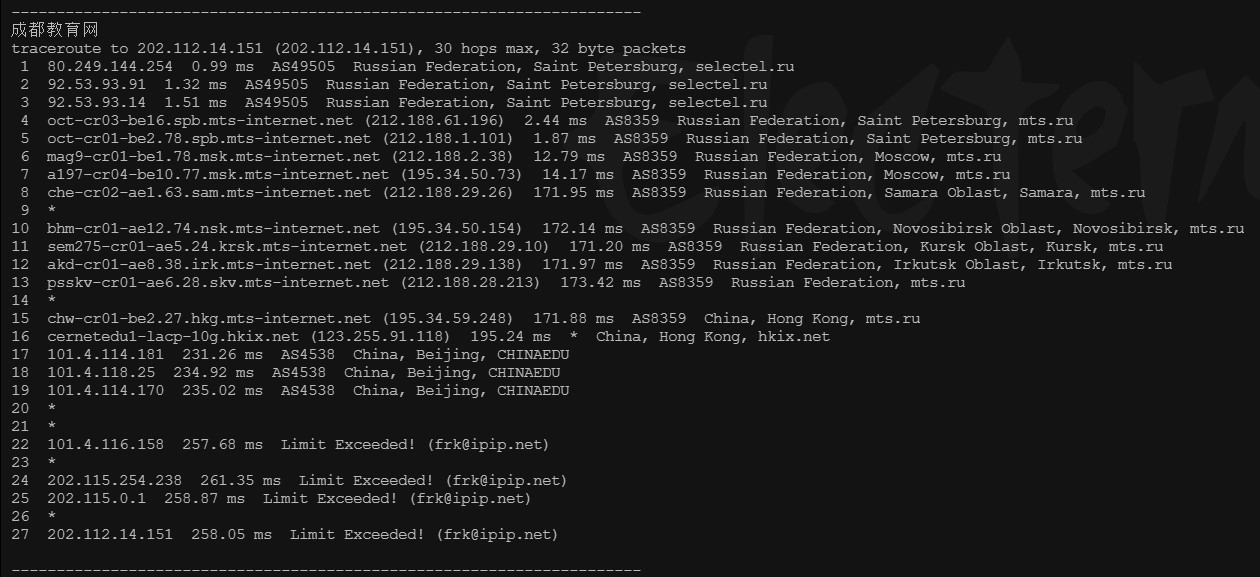 ----------------------------------------------------------------------
成都教育网
traceroute to 202.112.14.151 (202.112.14.151), 30 hops max, 32 byte packets
1 80.249.144.254 0.99 ms AS49505 Russian Federation, Saint Petersburg, selectel.ru
2 92.53.93.91 1.32 ms AS49505 Russian Federation, Saint Petersburg, selectel.ru
3 92.53.93.14 1.51 ms AS49505 Russian Federation, Saint Petersburg, selectel.ru
4 oct-cr03-be16.spb.mts-internet.net (212.188.61.196) 2.44 ms AS8359 Russian Federation, Saint Petersburg, mts.ru
5 oct-cr01-be2.78.spb.mts-internet.net (212.188.1.101) 1.87 ms AS8359 Russian Federation, Saint Petersburg, mts.ru
6 mag9-cr01-be1.78.msk.mts-internet.net (212.188.2.38) 12.79 ms AS8359 Russian Federation, Moscow, mts.ru
7 a197-cr04-be10.77.msk.mts-internet.net (195.34.50.73) 14.17 ms AS8359 Russian Federation, Moscow, mts.ru
8 che-cr02-ae1.63.sam.mts-internet.net (212.188.29.26) 171.95 ms AS8359 Russian Federation, Samara Oblast, Samara, mts.ru
9 *
10 bhm-cr01-ae12.74.nsk.mts-internet.net (195.34.50.154) 172.14 ms AS8359 Russian Federation, Novosibirsk Oblast, Novosibirsk, mts.ru
11 sem275-cr01-ae5.24.krsk.mts-internet.net (212.188.29.10) 171.20 ms AS8359 Russian Federation, Kursk Oblast, Kursk, mts.ru
12 akd-cr01-ae8.38.irk.mts-internet.net (212.188.29.138) 171.97 ms AS8359 Russian Federation, Irkutsk Oblast, Irkutsk, mts.ru
13 psskv-cr01-ae6.28.skv.mts-internet.net (212.188.28.213) 173.42 ms AS8359 Russian Federation, mts.ru
14 *
15 chw-cr01-be2.27.hkg.mts-internet.net (195.34.59.248) 171.88 ms AS8359 China, Hong Kong, mts.ru
16 cernetedu1-lacp-10g.hkix.net (123.255.91.118) 195.24 ms * China, Hong Kong, hkix.net
17 101.4.114.181 231.26 ms AS4538 China, Beijing, CHINAEDU
18 101.4.118.25 234.92 ms AS4538 China, Beijing, CHINAEDU
19 101.4.114.170 235.02 ms AS4538 China, Beijing, CHINAEDU
20 *
21 *
22 101.4.116.158 257.68 ms Limit Exceeded! (frk@ipip.net)
23 *
24 202.115.254.238 261.35 ms Limit Exceeded! (frk@ipip.net)
25 202.115.0.1 258.87 ms Limit Exceeded! (frk@ipip.net)
26 *
27 202.112.14.151 258.05 ms Limit Exceeded! (frk@ipip.net)
----------------------------------------------------------------------